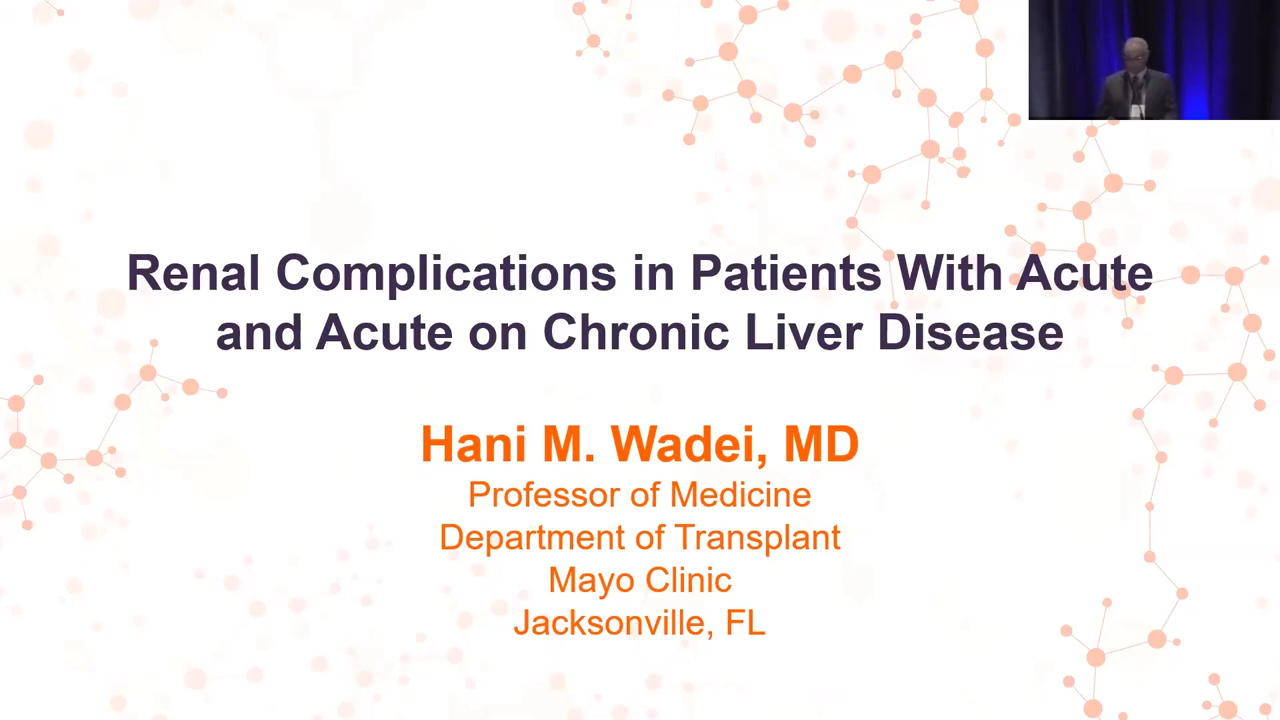 Renal Complications in Patients With Acute
and Acute on Chronic Liver Disease
Hani M. Wadei, MD
Professor of Medicine
Department of Transplant
Mayo Clinic
Jacksonville, FL